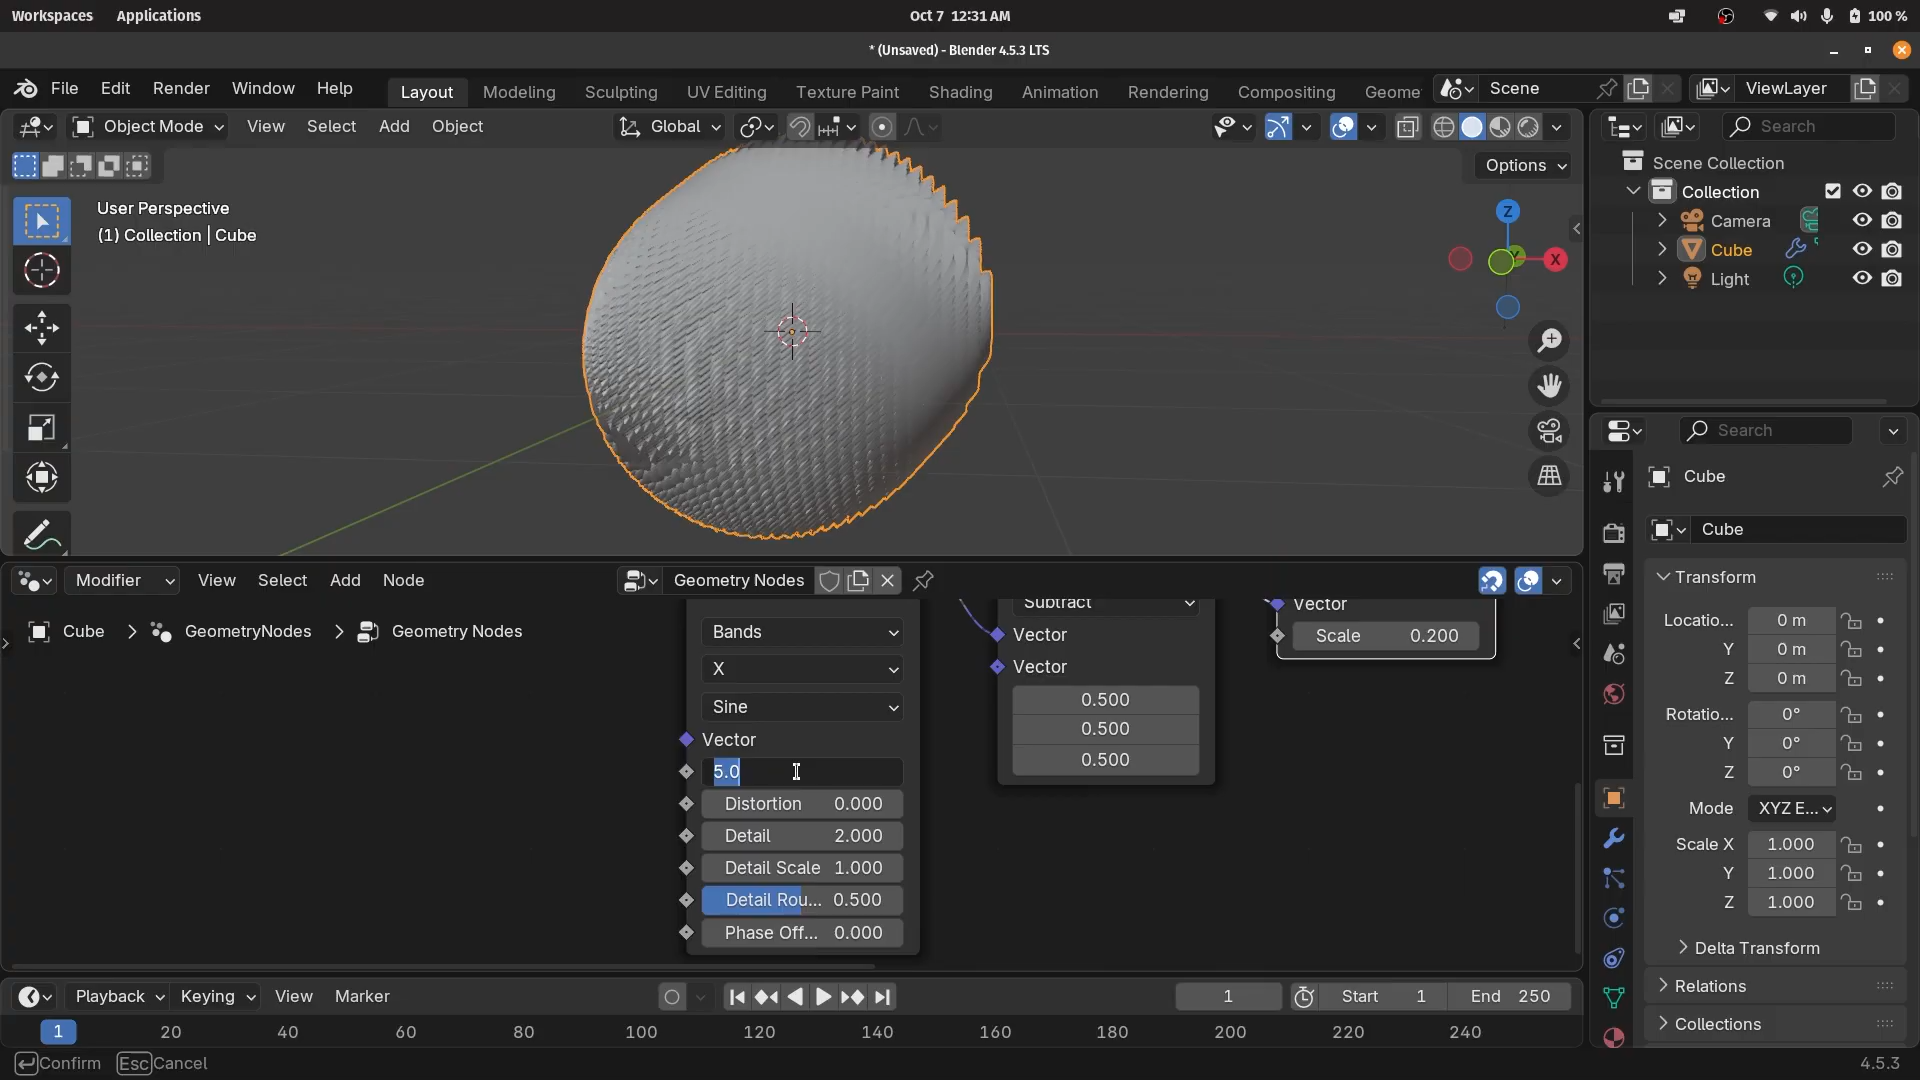 Workspaces Applications Oct 7 12:31 AM 100 %
* (Unsaved) - Blender 4.5.3 LTS
File Edit Render Window Help Layout Modeling Sculpting UV Editing Texture Paint Shading Animation Rendering Compositing Geome Scene ViewLayer
Object Mode View Select Add Object Global Search
Options
Scene Collection
Collection
User Perspective
(1) Collection | Cube
Camera
Cube
Light
Z
X
Search
Cube
Cube
Transform
Modifier View Select Add Node Geometry Nodes
Cube > GeometryNodes > Geometry Nodes
Bands
X
Sine
Vector
5.0
Distortion 0.000
Detail 2.000
Detail Scale 1.000
Detail Rou... 0.500
Phase Off... 0.000
Subtract
Vector
Vector
0.500
0.500
0.500
Vector
Scale 0.200
Locatio... 0 m
Y 0 m
Z 0 m
Rotatio... 0°
Y 0°
Z 0°
Mode XYZ E...
Scale X 1.000
Y 1.000
Z 1.000
Delta Transform
Relations
Collections
Playback Keying View Marker 1 Start 1 End 250
1 20 40 60 80 100 120 140 160 180 200 220 240
Confirm Esc Cancel 4.5.3